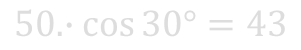 50.· cos 30° = 43